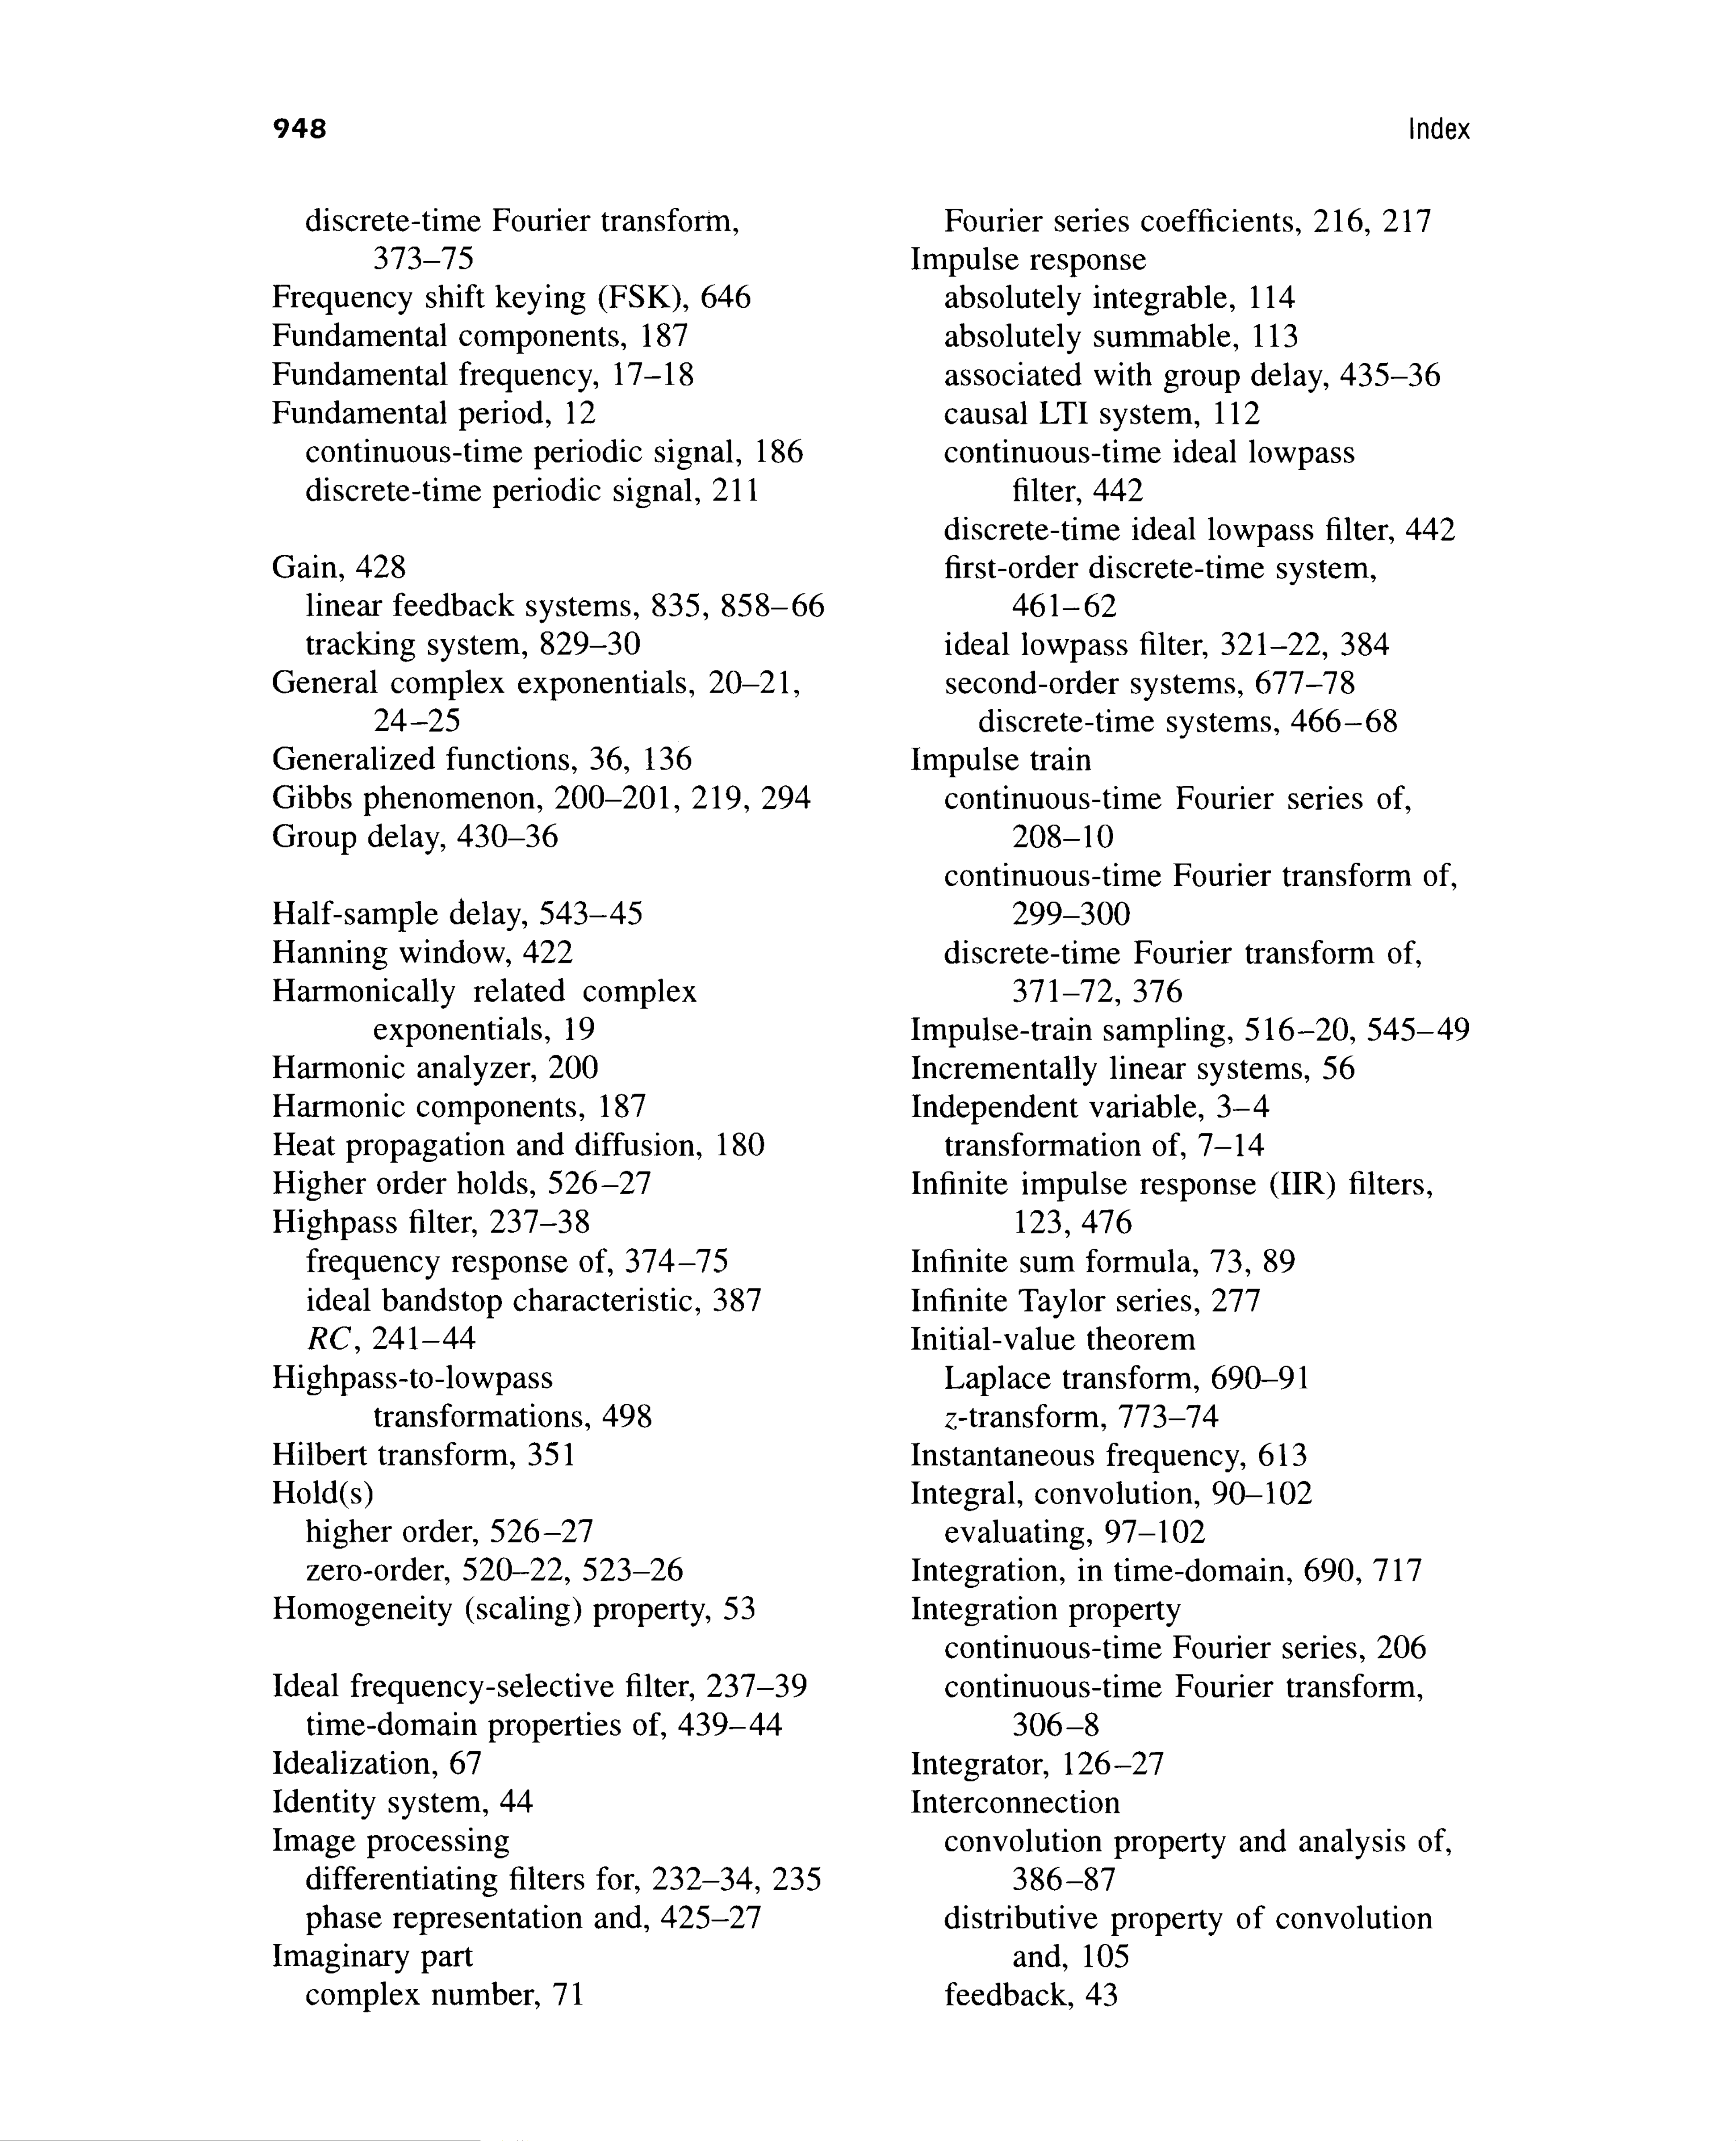 948
Index
discrete-time Fourier transform,
373–75
Frequency shift keying (FSK), 646
Fundamental components, 187
Fundamental frequency, 17–18
Fundamental period, 12
continuous-time periodic signal, 186
discrete-time periodic signal, 211
Gain, 428
linear feedback systems, 835, 858–66
tracking system, 829–30
General complex exponentials, 20–21,
24–25
Generalized functions, 36, 136
Gibbs phenomenon, 200–201, 219, 294
Group delay, 430–36
Half-sample delay, 543–45
Hanning window, 422
Harmonically related complex
exponentials, 19
Harmonic analyzer, 200
Harmonic components, 187
Heat propagation and diffusion, 180
Higher order holds, 526–27
Highpass filter, 237–38
frequency response of, 374–75
ideal bandstop characteristic, 387
RC, 241–44
Highpass-to-lowpass
transformations, 498
Hilbert transform, 351
Hold(s)
higher order, 526–27
zero-order, 520–22, 523–26
Homogeneity (scaling) property, 53
Ideal frequency-selective filter, 237–39
time-domain properties of, 439–44
Idealization, 67
Identity system, 44
Image processing
differentiating filters for, 232–34, 235
phase representation and, 425–27
Imaginary part
complex number, 71
Fourier series coefficients, 216, 217
Impulse response
absolutely integrable, 114
absolutely summable, 113
associated with group delay, 435–36
causal LTI system, 112
continuous-time ideal lowpass
filter, 442
discrete-time ideal lowpass filter, 442
first-order discrete-time system,
461–62
ideal lowpass filter, 321–22, 384
second-order systems, 677–78
discrete-time systems, 466–68
Impulse train
continuous-time Fourier series of,
208–10
continuous-time Fourier transform of,
299–300
discrete-time Fourier transform of,
371–72, 376
Impulse-train sampling, 516–20, 545–49
Incrementally linear systems, 56
Independent variable, 3–4
transformation of, 7–14
Infinite impulse response (IIR) filters,
123, 476
Infinite sum formula, 73, 89
Infinite Taylor series, 277
Initial-value theorem
Laplace transform, 690–91
z-transform, 773–74
Instantaneous frequency, 613
Integral, convolution, 90–102
evaluating, 97–102
Integration, in time-domain, 690, 717
Integration property
continuous-time Fourier series, 206
continuous-time Fourier transform,
306–8
Integrator, 126–27
Interconnection
convolution property and analysis of,
386–87
distributive property of convolution
and, 105
feedback, 43